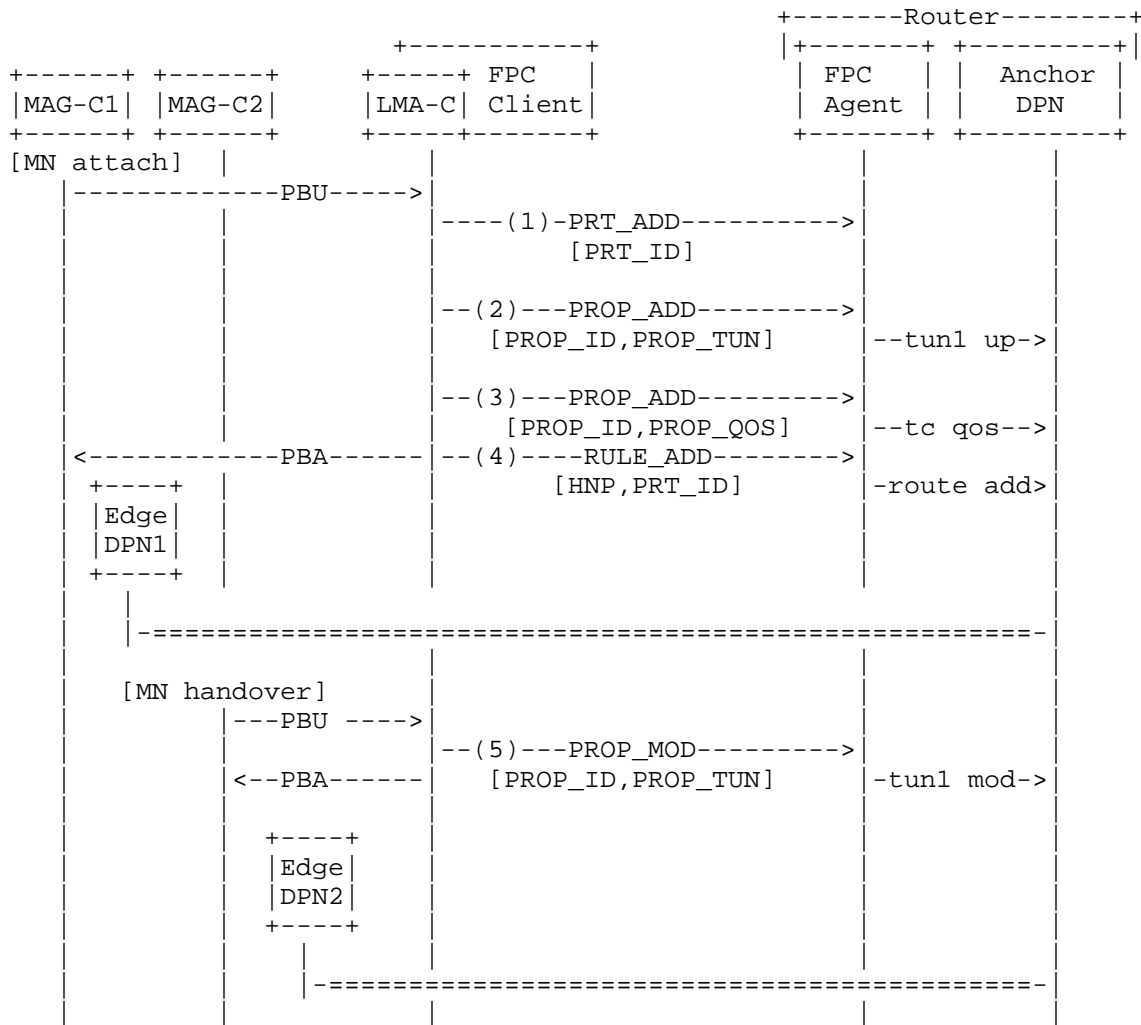 Router
FPC
FPC Anchor
MAG-C1 MAG-C2 LMA-C Client Agent DPN
[MN attach]
PBU
(1)-PRT_ADD
[PRT_ID]
(2)---PROP_ADD
[PROP_ID,PROP_TUN] tun1 up
(3)---PROP_ADD
[PROP_ID,PROP_QOS] tc qos
PBA (4)----RULE_ADD
[HNP,PRT_ID] route add
Edge
DPN1
[MN handover]
PBU
(5)---PROP_MOD
PBA [PROP_ID,PROP_TUN] tun1 mod
Edge
DPN2